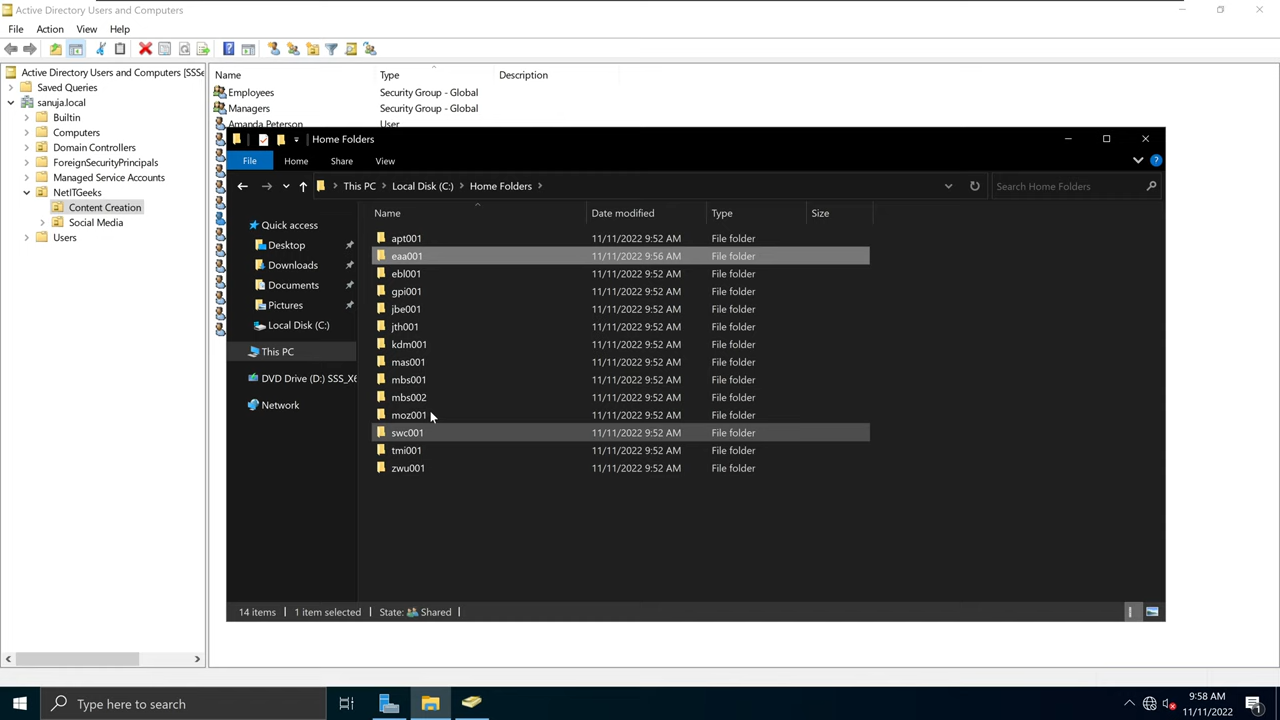 Active Directory Users and Computers
File Action View Help
Active Directory Users and Computers [SSSe
Saved Queries
sanuja.local
Builtin
Computers
Domain Controllers
ForeignSecurityPrincipals
Managed Service Accounts
NetITGeeks
Content Creation
Social Media
Users
Name Type Description
Employees Security Group - Global
Managers Security Group - Global
Amanda Peterson User
Home Folders
File Home Share View
This PC Local Disk (C:) Home Folders
Search Home Folders
Quick access
Desktop
Downloads
Documents
Pictures
Local Disk (C:)
This PC
DVD Drive (D:) SSS_X6
Network
Name Date modified Type Size
apt001 11/11/2022 9:52 AM File folder
eaa001 11/11/2022 9:56 AM File folder
ebl001 11/11/2022 9:52 AM File folder
gpi001 11/11/2022 9:52 AM File folder
jbe001 11/11/2022 9:52 AM File folder
jth001 11/11/2022 9:52 AM File folder
kdm001 11/11/2022 9:52 AM File folder
mas001 11/11/2022 9:52 AM File folder
mbs001 11/11/2022 9:52 AM File folder
mbs002 11/11/2022 9:52 AM File folder
moz001 11/11/2022 9:52 AM File folder
swc001 11/11/2022 9:52 AM File folder
tmi001 11/11/2022 9:52 AM File folder
zwu001 11/11/2022 9:52 AM File folder
14 items 1 item selected State: Shared
Type here to search
9:58 AM
11/11/2022
1